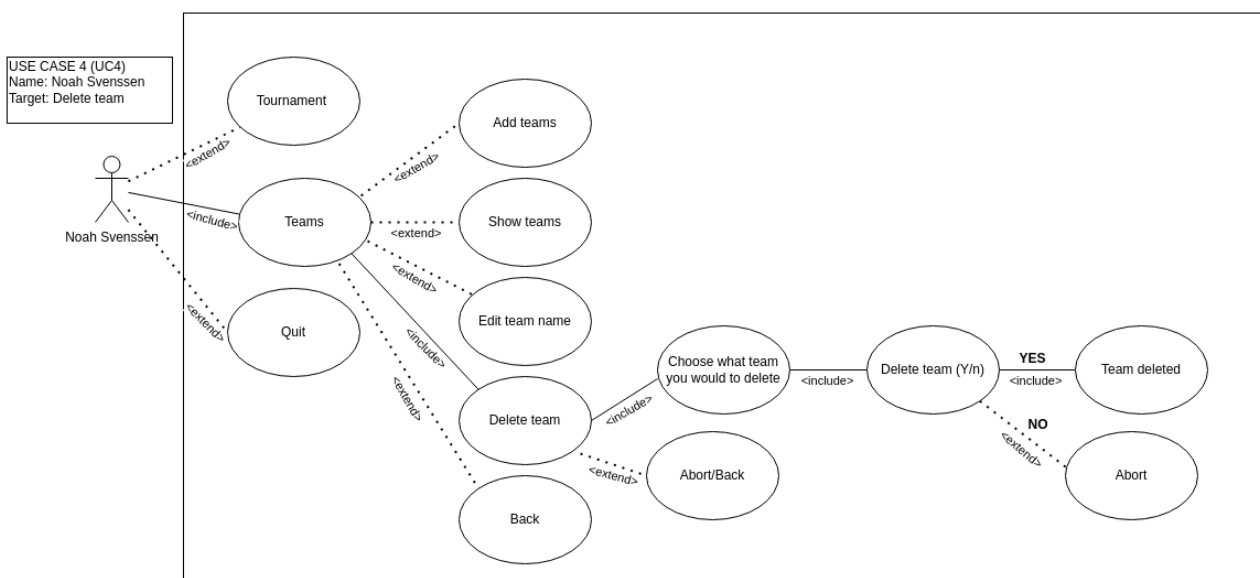 USE CASE 4 (UC4)
Name: Noah Svenssen
Target: Delete team
Noah Svenssen
Tournament
<extend>
Teams
<include>
Quit
<extend>
Add teams
<extend>
Show teams
<extend>
Edit team name
<extend>
Delete team
<include>
Back
<extend>
Choose what team
you would to delete
<include>
Abort/Back
<extend>
Delete team (Y/n)
<include>
YES
<include>
Team deleted
NO
<extend>
Abort